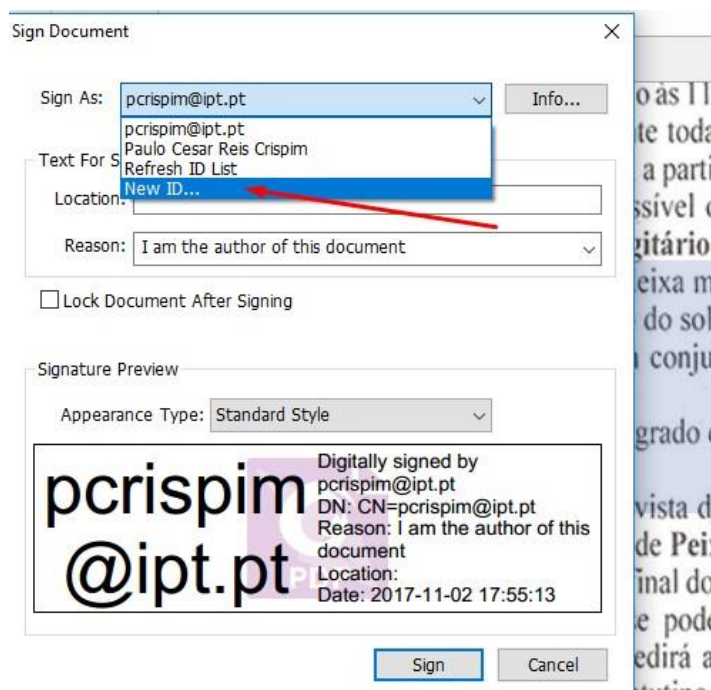 Sign Document
Sign As: pcrispim@ipt.pt Info...
pcrispim@ipt.pt
Paulo Cesar Reis Crispim
Refresh ID List
New ID...
Text For S
Location:
Reason: I am the author of this document
Lock Document After Signing
Signature Preview
Appearance Type: Standard Style
pcrispim
@ipt.pt
Digitally signed by
pcrispim@ipt.pt
DN: CN=pcrispim@ipt.pt
Reason: I am the author of this
document
Location:
Date: 2017-11-02 17:55:13
PDF
Sign Cancel
o às 11
te toda
a parti
ssível
gitário
eixa m
do sol
conju
grado
vista d
de Pei
final do
e pode
edirá a